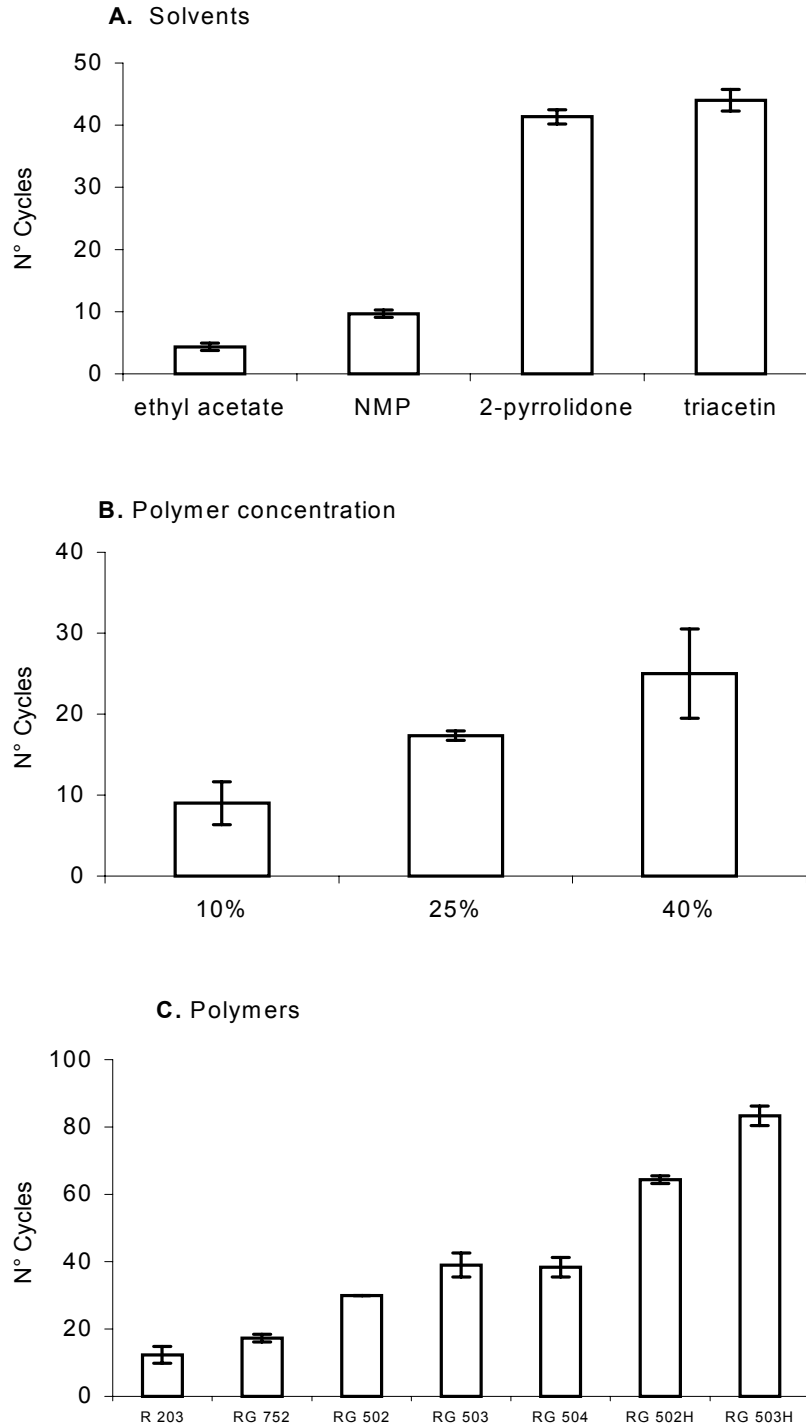 A. Solvents
50
40
30
20
10
0
N° Cycles
ethyl acetate NMP 2-pyrrolidone triacetin
B. Polymer concentration
40
30
20
10
0
N° Cycles
10% 25% 40%
C. Polymers
100
80
60
40
20
0
N° Cycles
R 203 RG 752 RG 502 RG 503 RG 504 RG 502H RG 503H